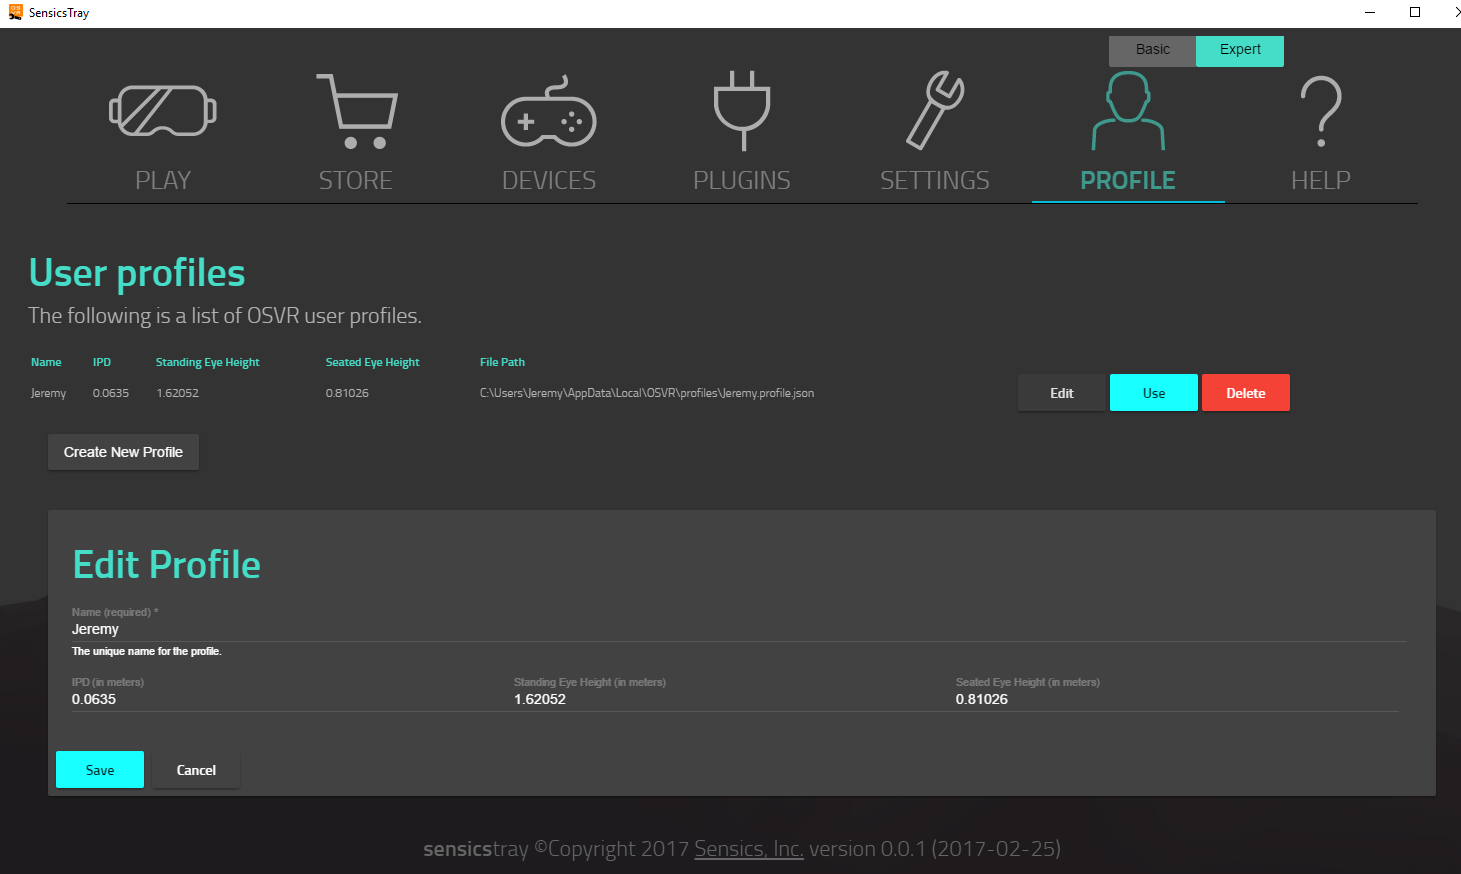 SensicsTray
Basic Expert
PLAY STORE DEVICES PLUGINS SETTINGS PROFILE HELP
User profiles
The following is a list of OSVR user profiles.
Name IPD Standing Eye Height Seated Eye Height File Path
Jeremy 0.0635 1.62052 0.81026 C:\Users\Jeremy\AppData\Local\OSVR\profiles\Jeremy.profile.json Edit Use Delete
Create New Profile
Edit Profile
Name (required) *
Jeremy
The unique name for the profile.
IPD (in meters) Standing Eye Height (in meters) Seated Eye Height (in meters)
0.0635 1.62052 0.81026
Save Cancel
sensicstray ©Copyright 2017 Sensics, Inc. version 0.0.1 (2017-02-25)